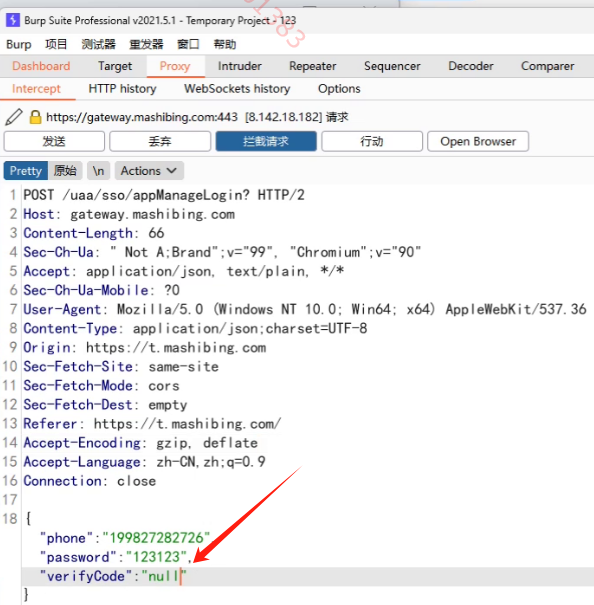 Burp Suite Professional v2021.5.1 - Temporary Project - 123
Burp 项目 测试器 重发器 窗口 帮助
Dashboard Target Proxy Intruder Repeater Sequencer Decoder Comparer
Intercept HTTP history WebSockets history Options
https://gateway.mashibing.com:443 [8.142.18.182] 请求
发送 丢弃 拦截请求 行动 Open Browser
Pretty 原始 \n Actions
1 POST /uaa/sso/appManageLogin? HTTP/2
2 Host: gateway.mashibing.com
3 Content-Length: 66
4 Sec-Ch-Ua: " Not A;Brand";v="99", "Chromium";v="90"
5 Accept: application/json, text/plain, */*
6 Sec-Ch-Ua-Mobile: ?0
7 User-Agent: Mozilla/5.0 (Windows NT 10.0; Win64; x64) AppleWebKit/537.36
8 Content-Type: application/json;charset=UTF-8
9 Origin: https://t.mashibing.com
10 Sec-Fetch-Site: same-site
11 Sec-Fetch-Mode: cors
12 Sec-Fetch-Dest: empty
13 Referer: https://t.mashibing.com/
14 Accept-Encoding: gzip, deflate
15 Accept-Language: zh-CN,zh;q=0.9
16 Connection: close
17
18 {
"phone":"199827282726"
"password":"123123",
"verifyCode":"null"
}